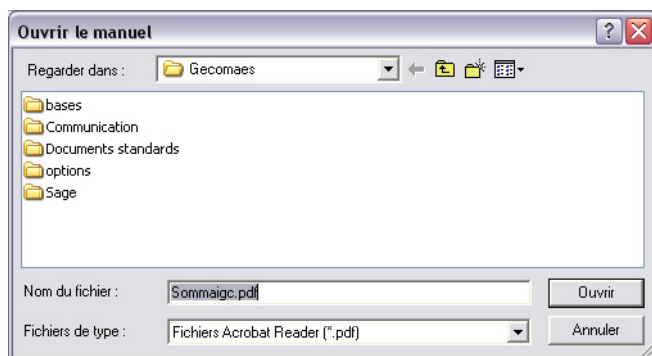 Ouvrir le manuel
Regarder dans :
Gecomaes
bases
Communication
Documents standards
options
Sage
Nom du fichier :
Sommaigc.pdf
Ouvrir
Fichiers de type :
Fichiers Acrobat Reader (*.pdf)
Annuler